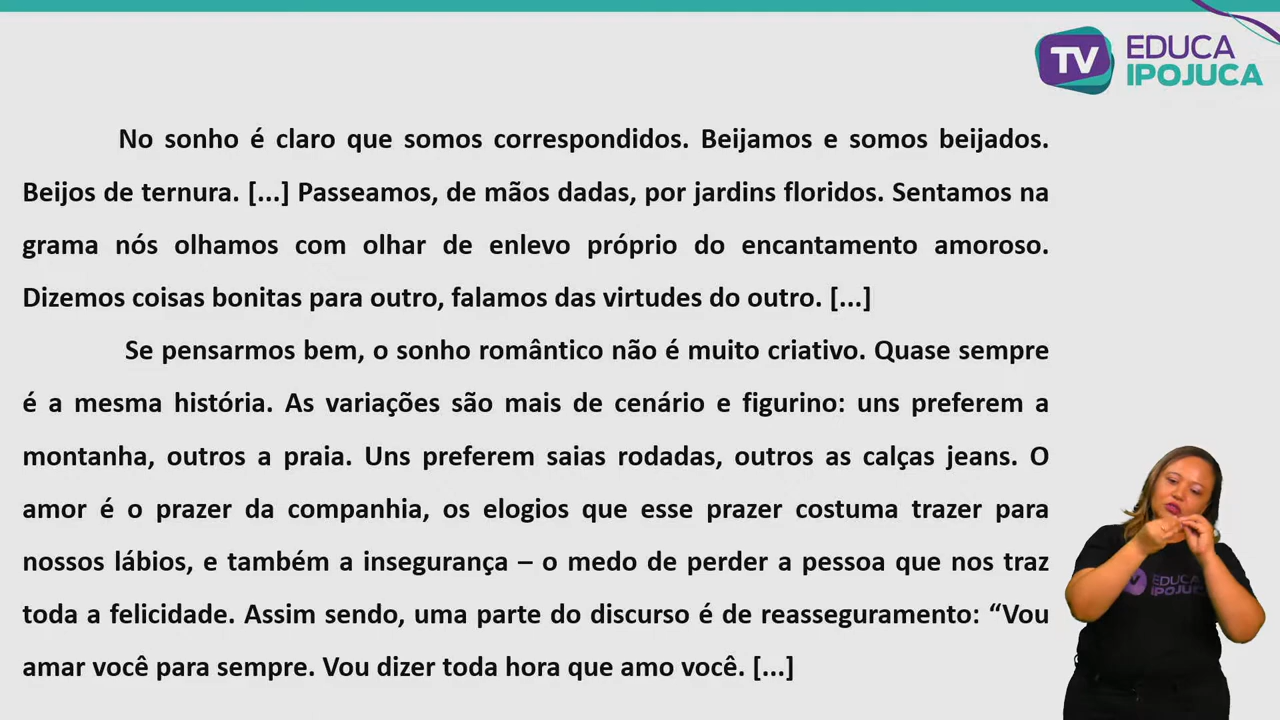 TV EDUCA
IPOJUCA
No sonho é claro que somos correspondidos. Beijamos e somos beijados.
Beijos de ternura. [...] Passeamos, de mãos dadas, por jardins floridos. Sentamos na
grama nós olhamos com olhar de enlevo próprio do encantamento amoroso.
Dizemos coisas bonitas para outro, falamos das virtudes do outro. [...]
Se pensarmos bem, o sonho romântico não é muito criativo. Quase sempre
é a mesma história. As variações são mais de cenário e figurino: uns preferem a
montanha, outros a praia. Uns preferem saias rodadas, outros as calças jeans. O
amor é o prazer da companhia, os elogios que esse prazer costuma trazer para
nossos lábios, e também a insegurança – o medo de perder a pessoa que nos traz
toda a felicidade. Assim sendo, uma parte do discurso é de reasseguramento: “Vou
amar você para sempre. Vou dizer toda hora que amo você. [...]
V EDUCA
IPOJUC